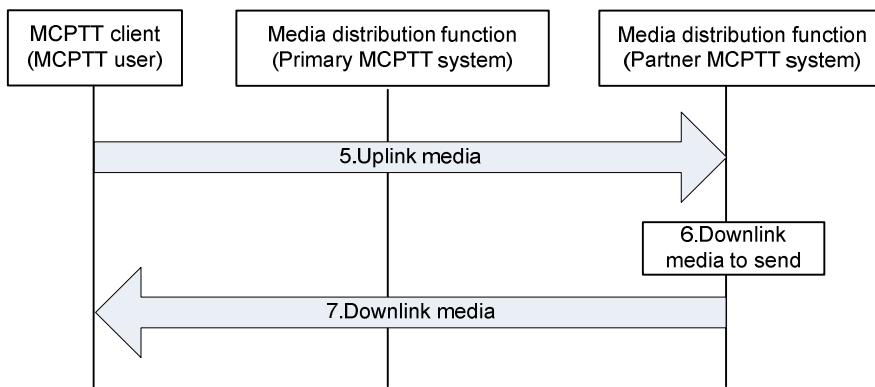 MCPTT client
(MCPTT user)
Media distribution function
(Primary MCPTT system)
Media distribution function
(Partner MCPTT system)
5.Uplink media
6.Downlink
media to send
7.Downlink media